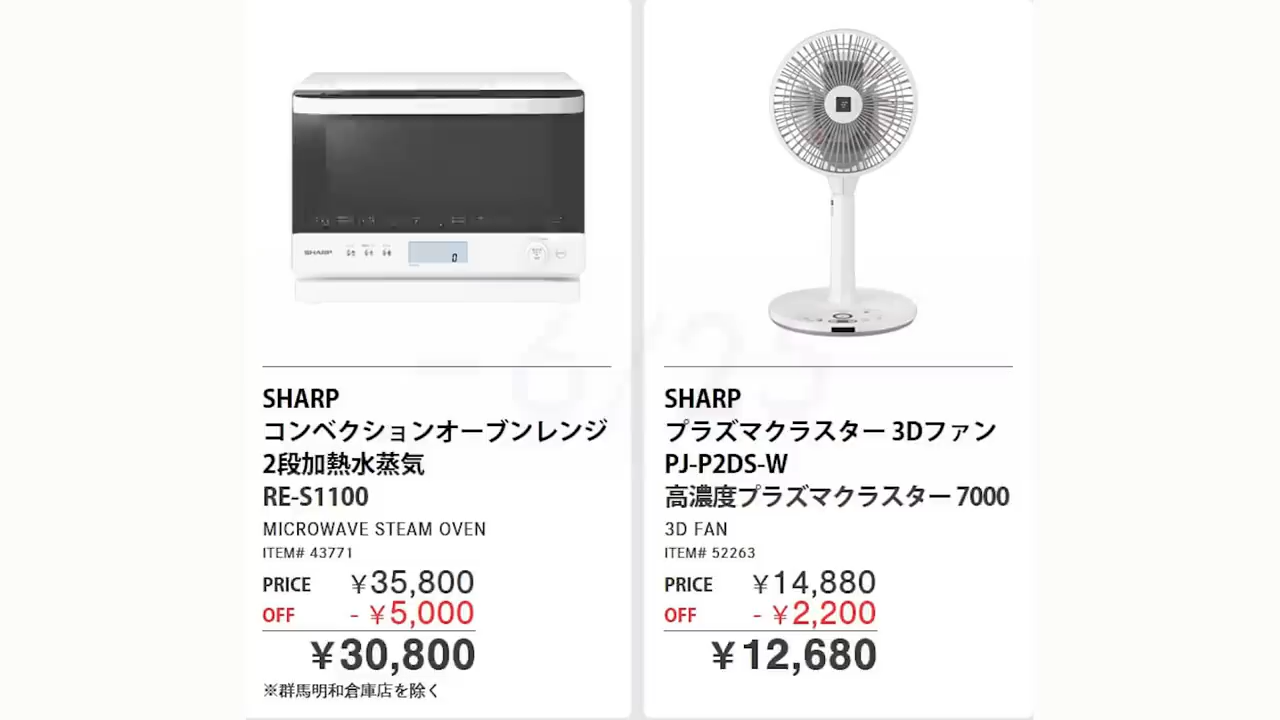 SHARP
0
- 6/25
SHARP
コンベクションオーブンレンジ
2段加熱水蒸気
RE-S1100
MICROWAVE STEAM OVEN
ITEM# 43771
PRICE ¥35,800
OFF - ¥5,000
¥30,800
※群馬明和倉庫店を除く
SHARP
プラズマクラスター 3Dファン
PJ-P2DS-W
高濃度プラズマクラスター 7000
3D FAN
ITEM# 52263
PRICE ¥14,880
OFF - ¥2,200
¥12,680